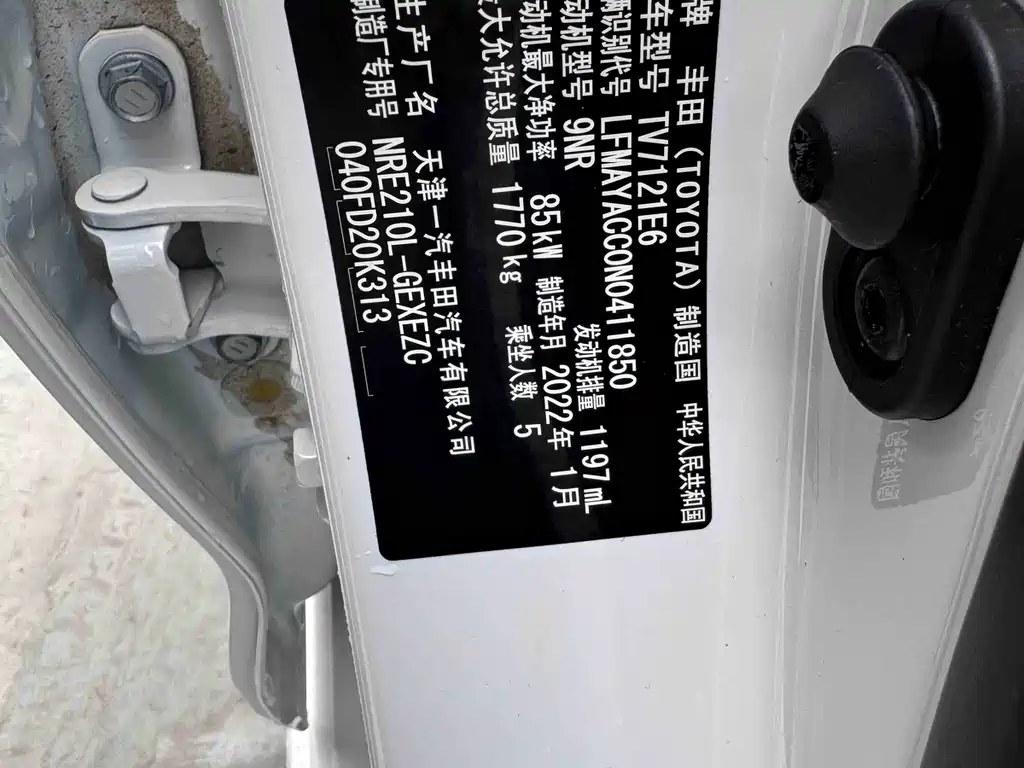 牌 丰田（TOYOTA） 制造国 中华人民共和国
车型号 TV7121E6
辆识别代号 LFMAYACC0N0411850
动机型号 9NR 发动机排量 1197mL
动机最大净功率 85kW 制造年月 2022年1月
大允许总质量 1770kg 乘坐人数 5
生产厂名 天津一汽丰田汽车有限公司
制造厂专用号 NRE210L-GEXEZC
040FD20K313